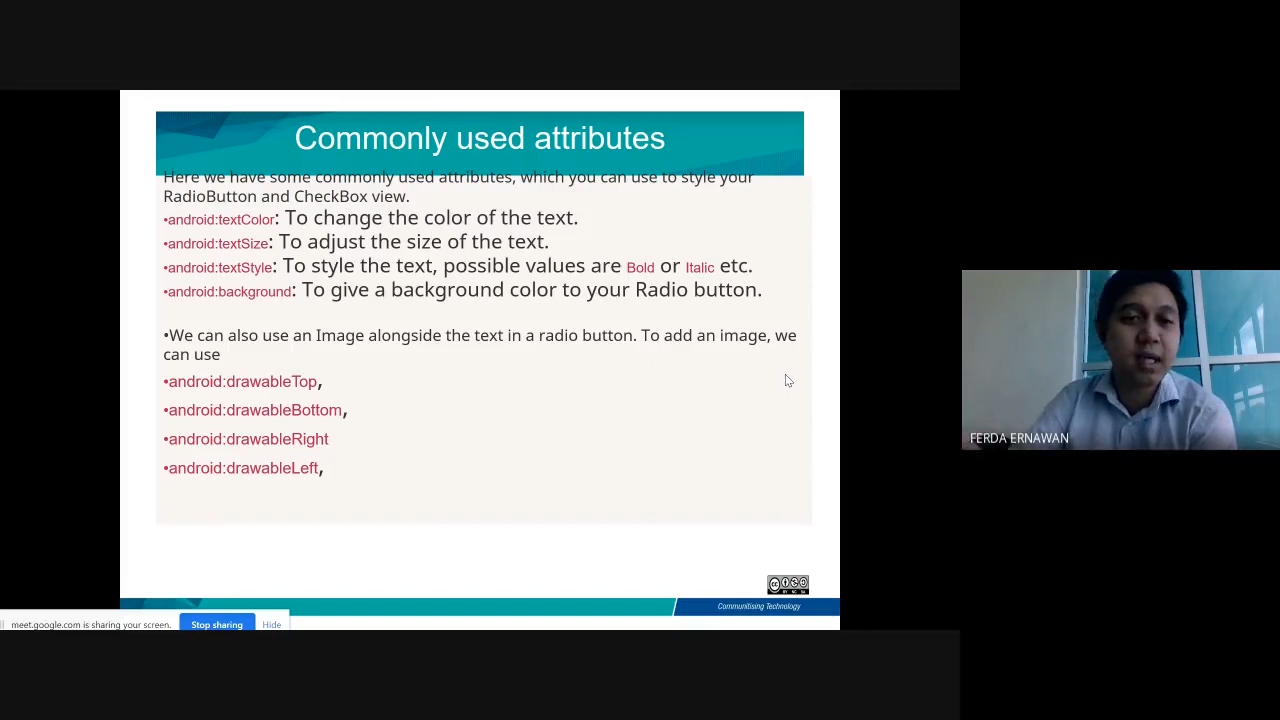 Commonly used attributes
Here we have some commonly used attributes, which you can use to style your
RadioButton and CheckBox view.
•android:textColor: To change the color of the text.
•android:textSize: To adjust the size of the text.
•android:textStyle: To style the text, possible values are Bold or Italic etc.
•android:background: To give a background color to your Radio button.
•We can also use an Image alongside the text in a radio button. To add an image, we
can use
•android:drawableTop,
•android:drawableBottom,
•android:drawableRight
•android:drawableLeft,
FERDA ERNAWAN
cc
BY NC SA
Communitising Technology
meet.google.com is sharing your screen. Stop sharing Hide